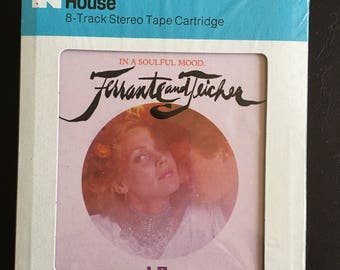 House
8-Track Stereo Tape Cartridge
IN A SOULFUL MOOD.
Ferrante and Teicher